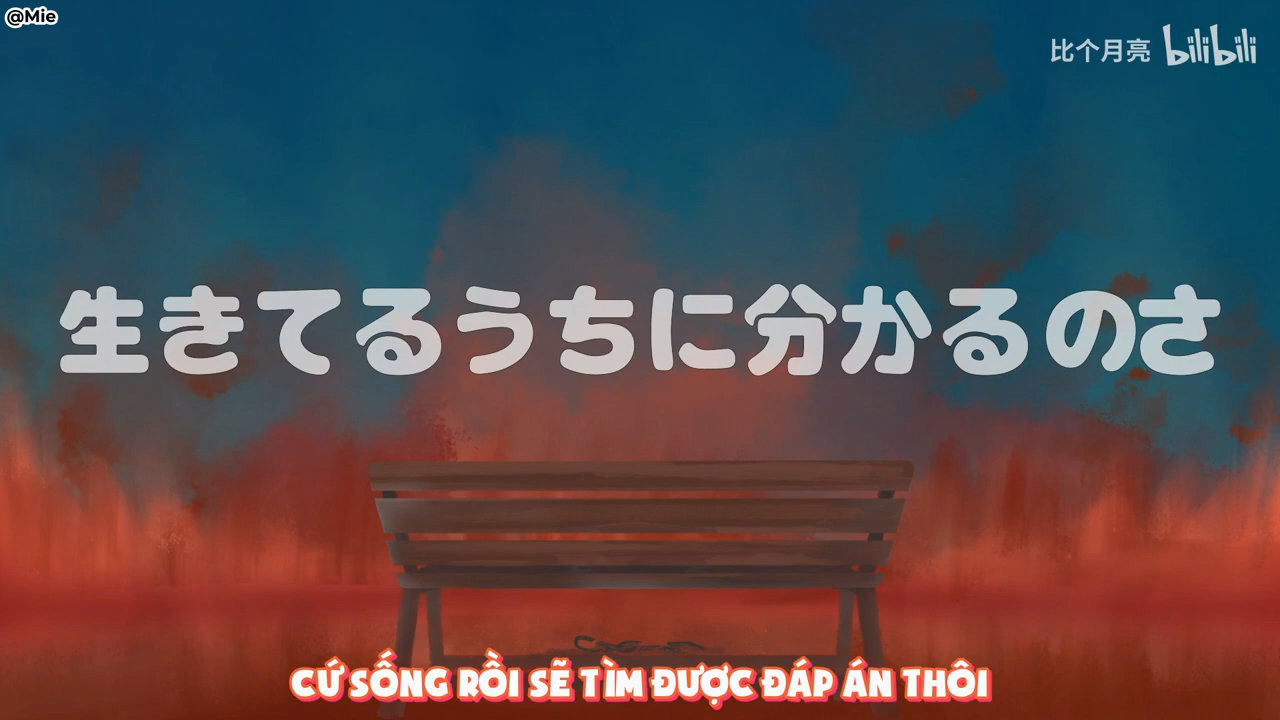 @Mie
比个月亮 bilibili
生きてるうちに分かるのさ
CỨ SỐNG RỒI SẼ TÌM ĐƯỢC ĐÁP ÁN THÔI